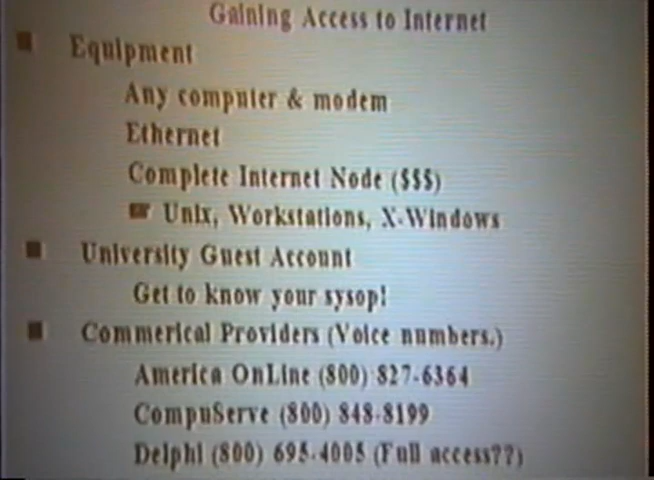 Gaining Access to Internet
Equipment
Any computer & modem
Ethernet
Complete Internet Node ($$$)
Unix, Workstations, X-Windows
University Guest Account
Get to know your sysop!
Commerical Providers (Voice numbers.)
America OnLine (800) 827-6364
CompuServe (800) 848-8199
Delphi (800) 695-4005 (Full access??)